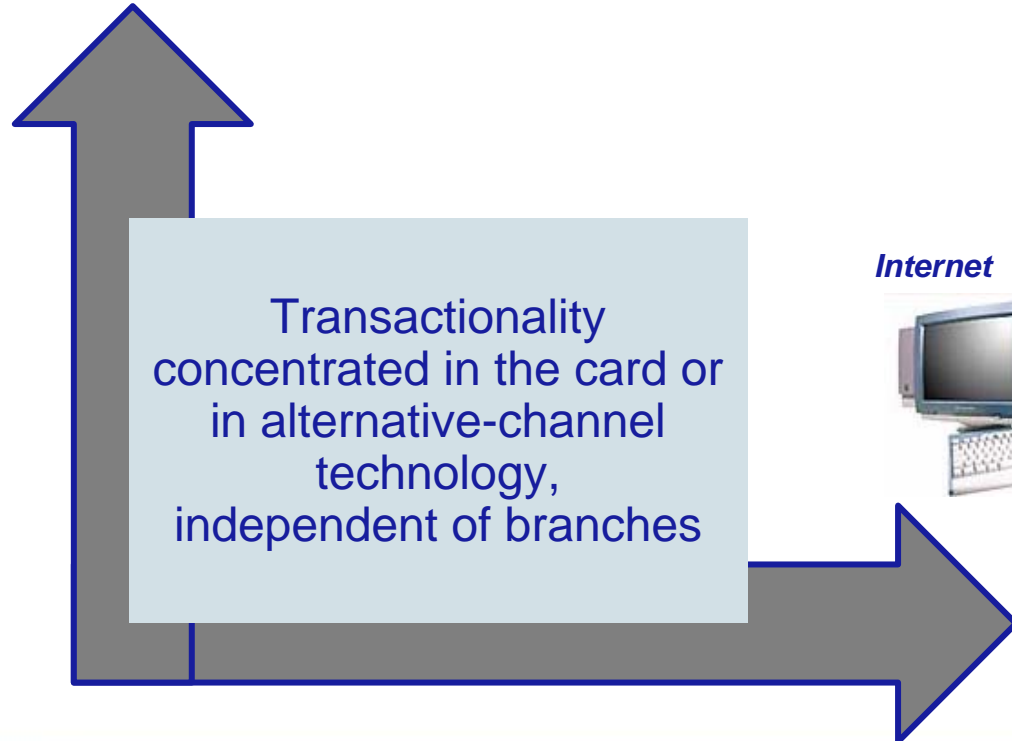 Internet
Transactionality
concentrated in the card or
in alternative-channel
technology,
independent of branches